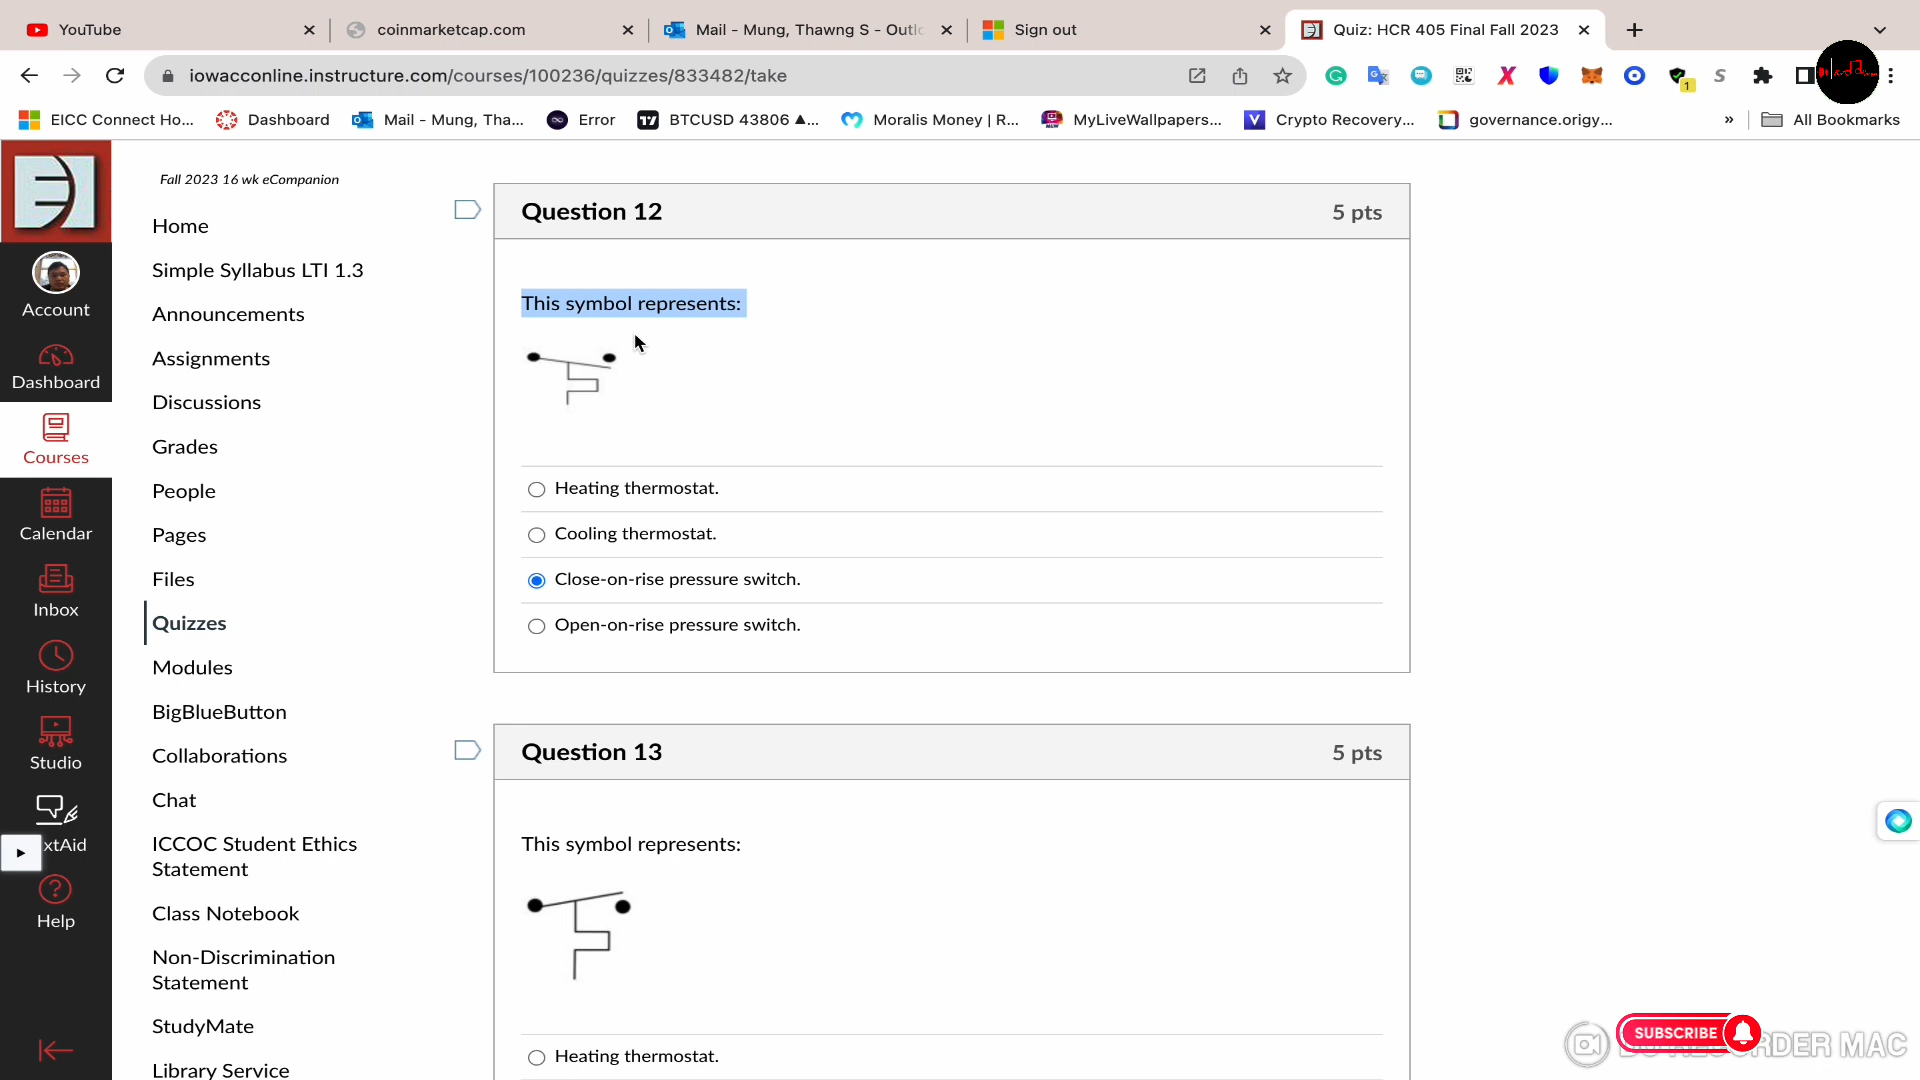 YouTube
coinmarketcap.com
Mail - Mung, Thawng S - Outlo
Sign out
Quiz: HCR 405 Final Fall 2023
iowacconline.instructure.com/courses/100236/quizzes/833482/take
1
EICC Connect Ho...
Dashboard
Mail - Mung, Tha...
Error
BTCUSD 43806 ▲...
Moralis Money | R...
MyLiveWallpapers...
Crypto Recovery...
governance.origy...
»
All Bookmarks
Account
Dashboard
Courses
Calendar
Inbox
History
Studio
xtAid
Help
Fall 2023 16 wk eCompanion
Home
Simple Syllabus LTI 1.3
Announcements
Assignments
Discussions
Grades
People
Pages
Files
Quizzes
Modules
BigBlueButton
Collaborations
Chat
ICCOC Student Ethics
Statement
Class Notebook
Non-Discrimination
Statement
StudyMate
Library Service
Question 12
5 pts
This symbol represents:
Heating thermostat.
Cooling thermostat.
Close-on-rise pressure switch.
Open-on-rise pressure switch.
Question 13
5 pts
This symbol represents:
Heating thermostat.
SUBSCRIBE
RDER MAC